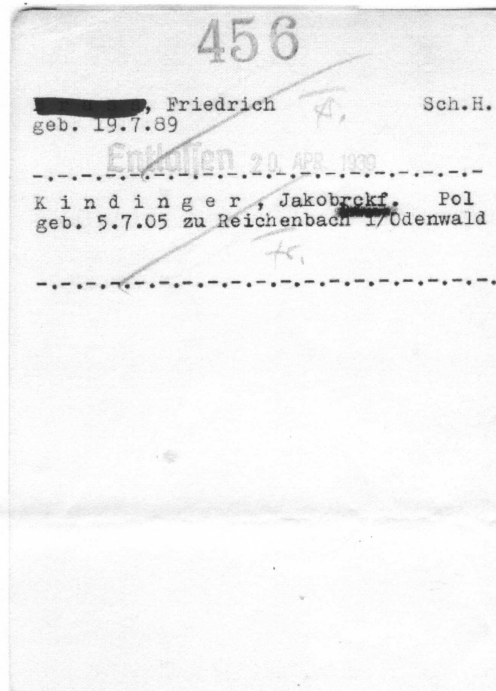 456
, Friedrich Sch.H.
geb. 19.7.89
Entlassen 20. APR. 1939
-.-.-.-.-.-.-.-.-.-.-.-.-.-.-.-.-.-
K i n d i n g e r , Jakob rckf. Pol
geb. 5.7.05 zu Reichenbach i/Odenwald
-.-.-.-.-.-.-.-.-.-.-.-.-.-.-.-.-.-